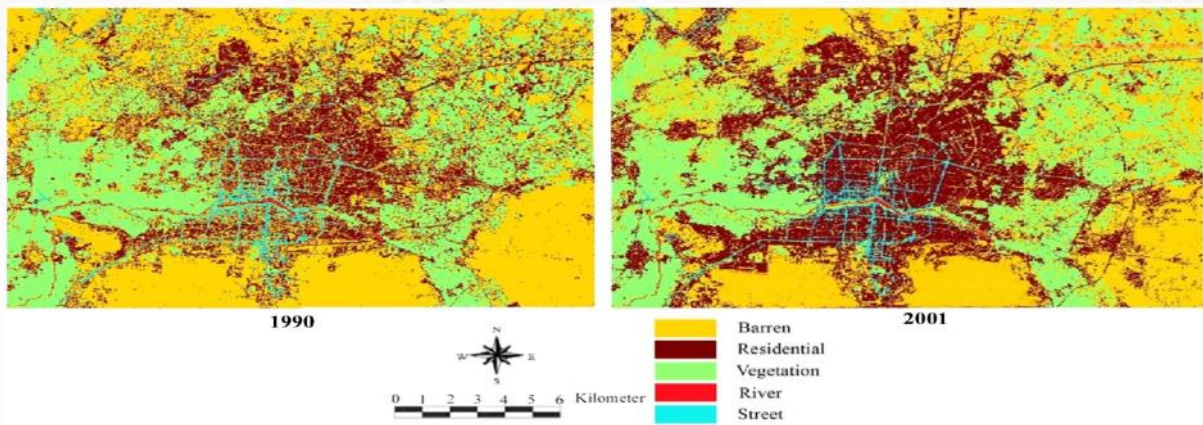 1990
2001
N
W E
S
0 1 2 3 4 5 6 Kilometer
Barren
Residential
Vegetation
River
Street